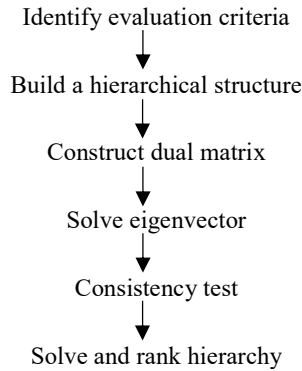 Identify evaluation criteria
Build a hierarchical structure
Construct dual matrix
Solve eigenvector
Consistency test
Solve and rank hierarchy